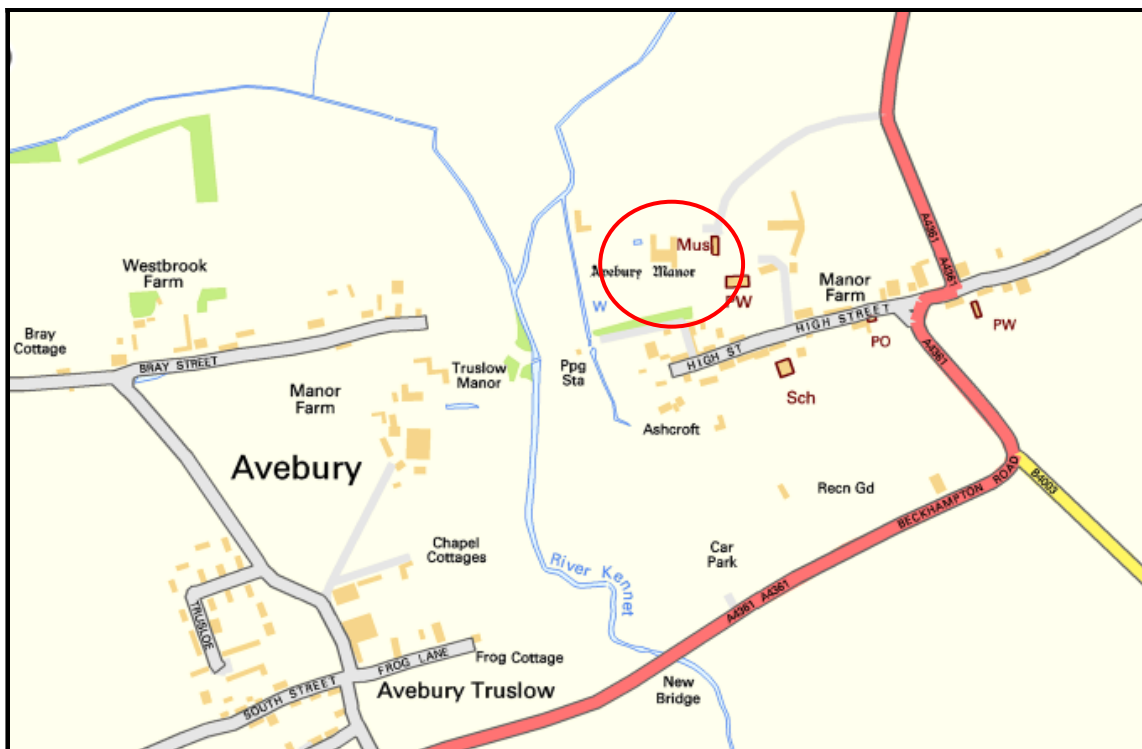 A4361
A4361
Westbrook
Farm
Mus
Avebury Manor
PW
Manor
Farm
HIGH STREET
W
PW
PO
A4361
Bray
Cottage
BRAY STREET
HIGH ST
Ppg
Sta
Truslow
Manor
Manor
Farm
Sch
Ashcroft
Avebury
BECKHAMPTON ROAD
B4003
Recn Gd
Chapel
Cottages
Car
Park
River Kennet
A4361 A4361
TRUSLOE
FROG LANE
Frog Cottage
SOUTH STREET
Avebury Truslow
New
Bridge